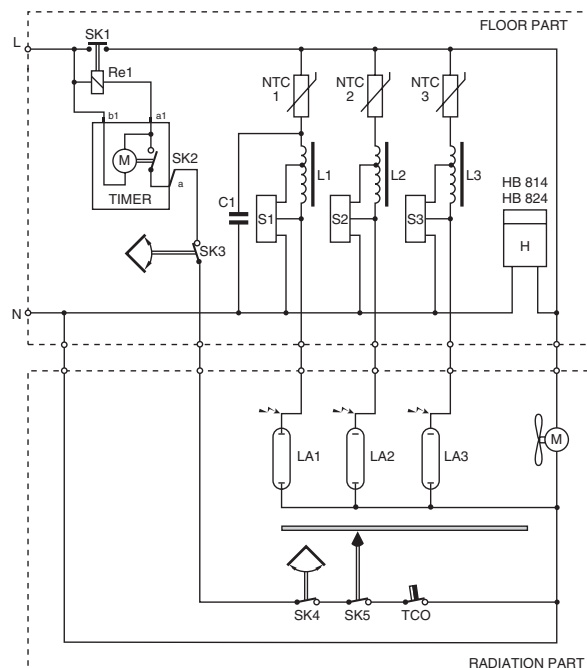 FLOOR PART
L
SK1
Re1
NTC
1
NTC
2
NTC
3
b1
a1
M
SK2
a
TIMER
L1
L2
L3
HB 814
HB 824
C1
S1
S2
S3
H
SK3
N
LA1
LA2
LA3
M
SK4
SK5
TCO
RADIATION PART